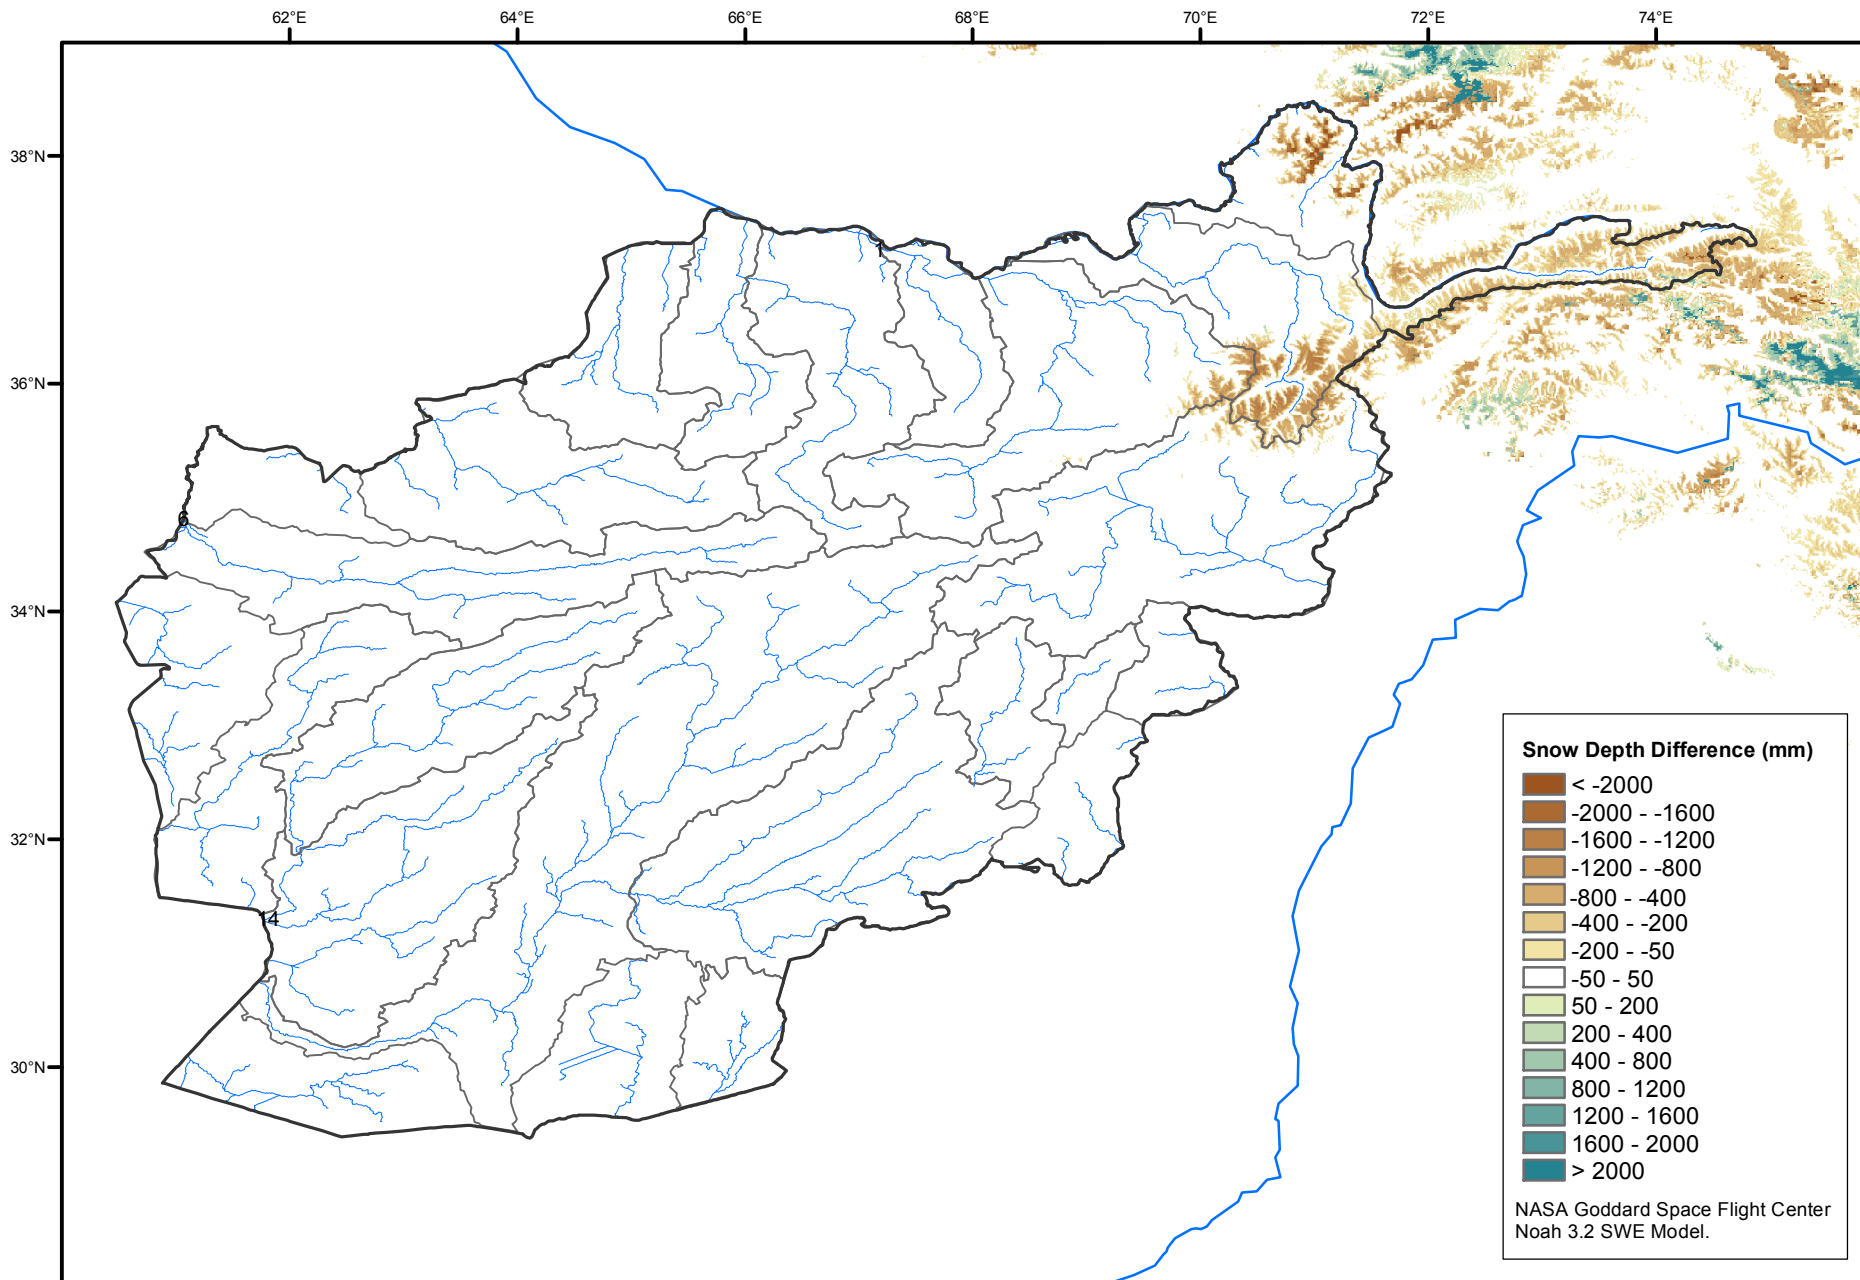 62°E 64°E 66°E 68°E 70°E 72°E 74°E
38°N
1
36°N
6
34°N
32°N
14
30°N
Snow Depth Difference (mm)
< -2000
-2000 - -1600
-1600 - -1200
-1200 - -800
-800 - -400
-400 - -200
-200 - -50
-50 - 50
50 - 200
200 - 400
400 - 800
800 - 1200
1200 - 1600
1600 - 2000
> 2000
NASA Goddard Space Flight Center
Noah 3.2 SWE Model.